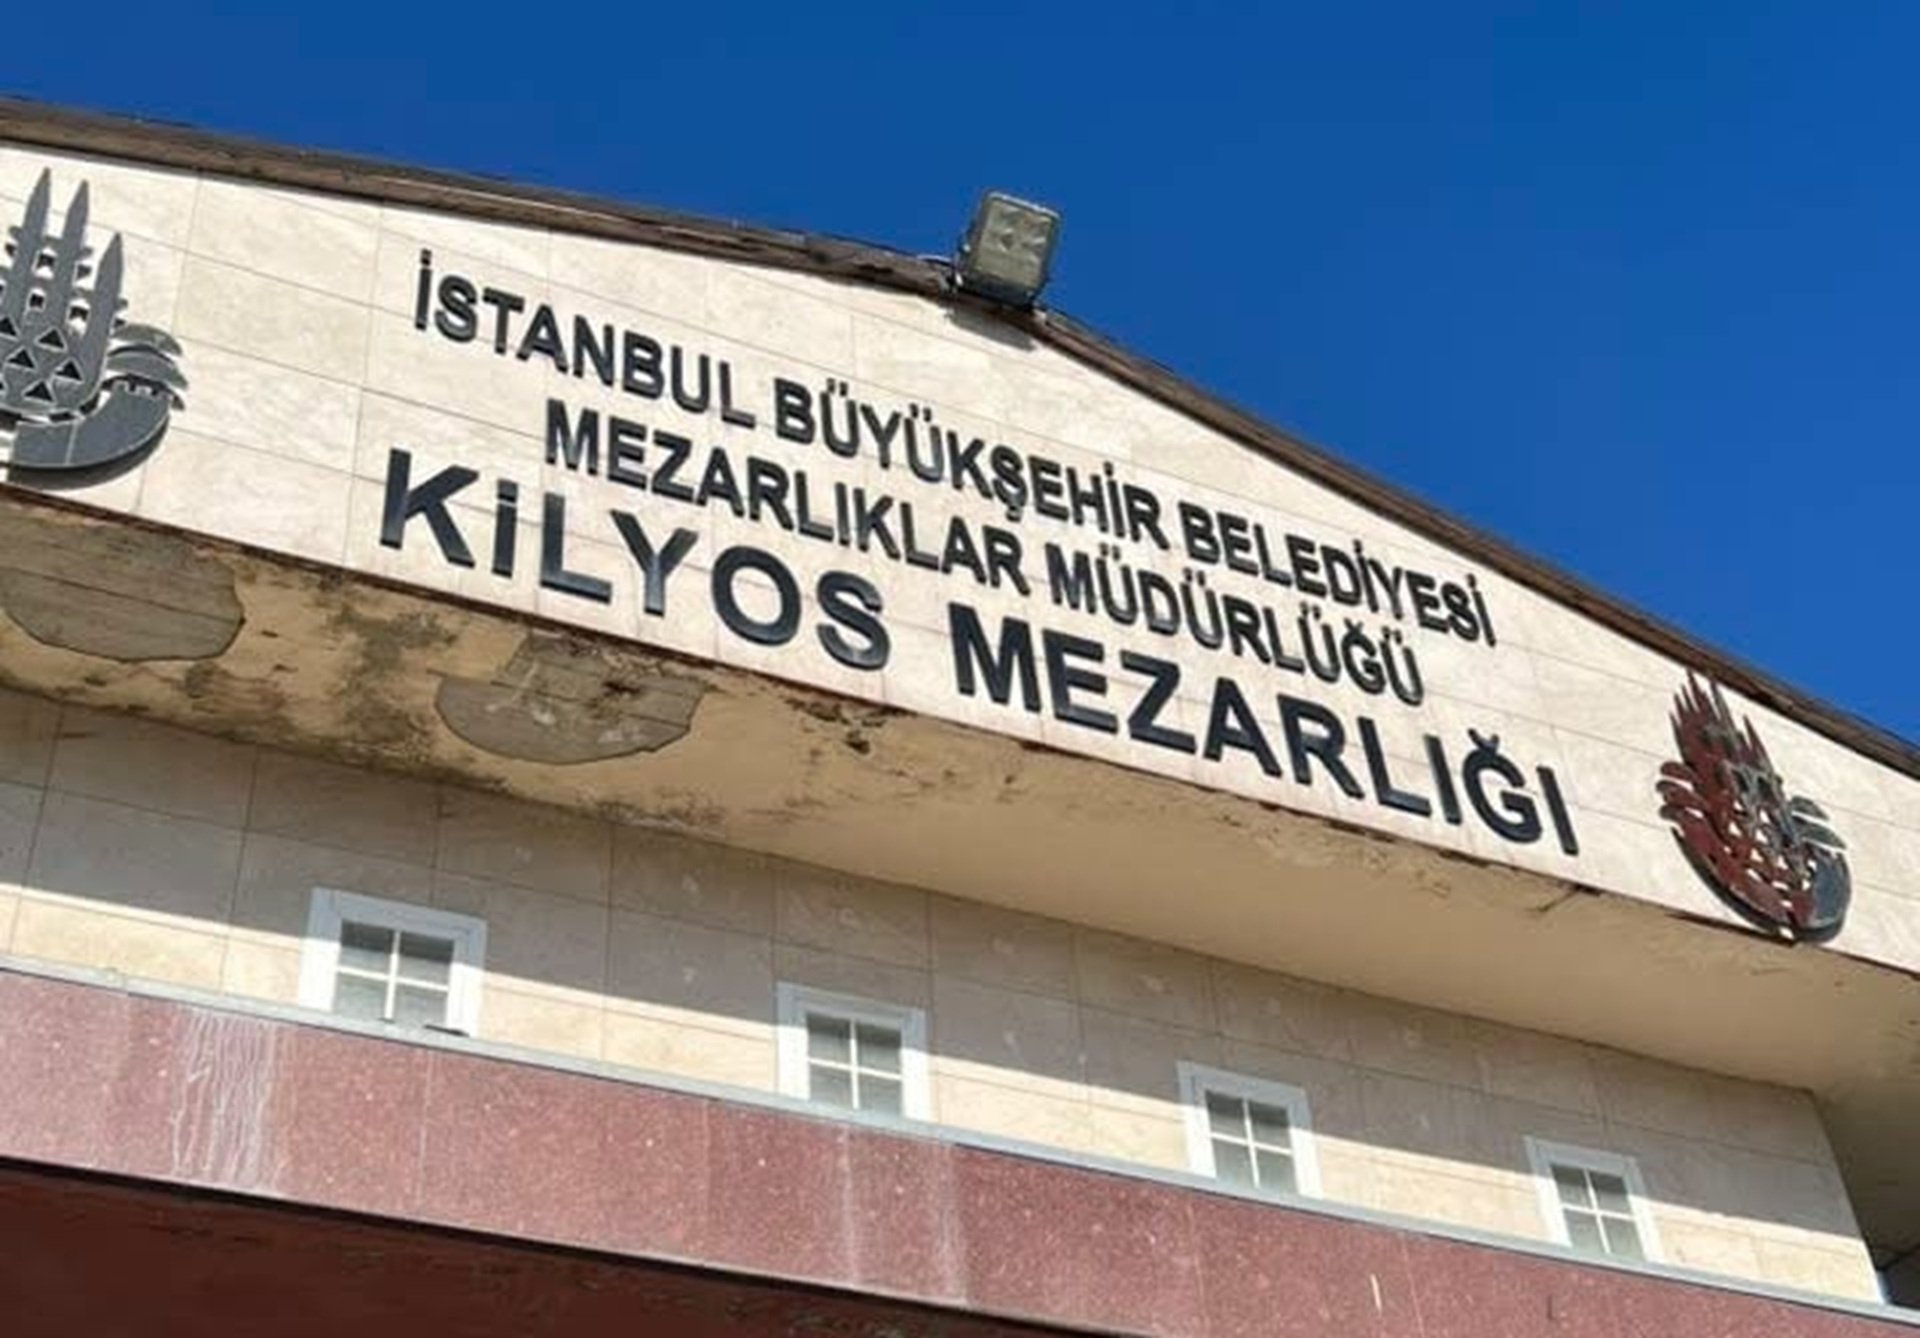 İSTANBUL BÜYÜKŞEHİR BELEDİYESİ
MEZARLIKLAR MÜDÜRLÜĞÜ
KİLYOS MEZARLIĞI